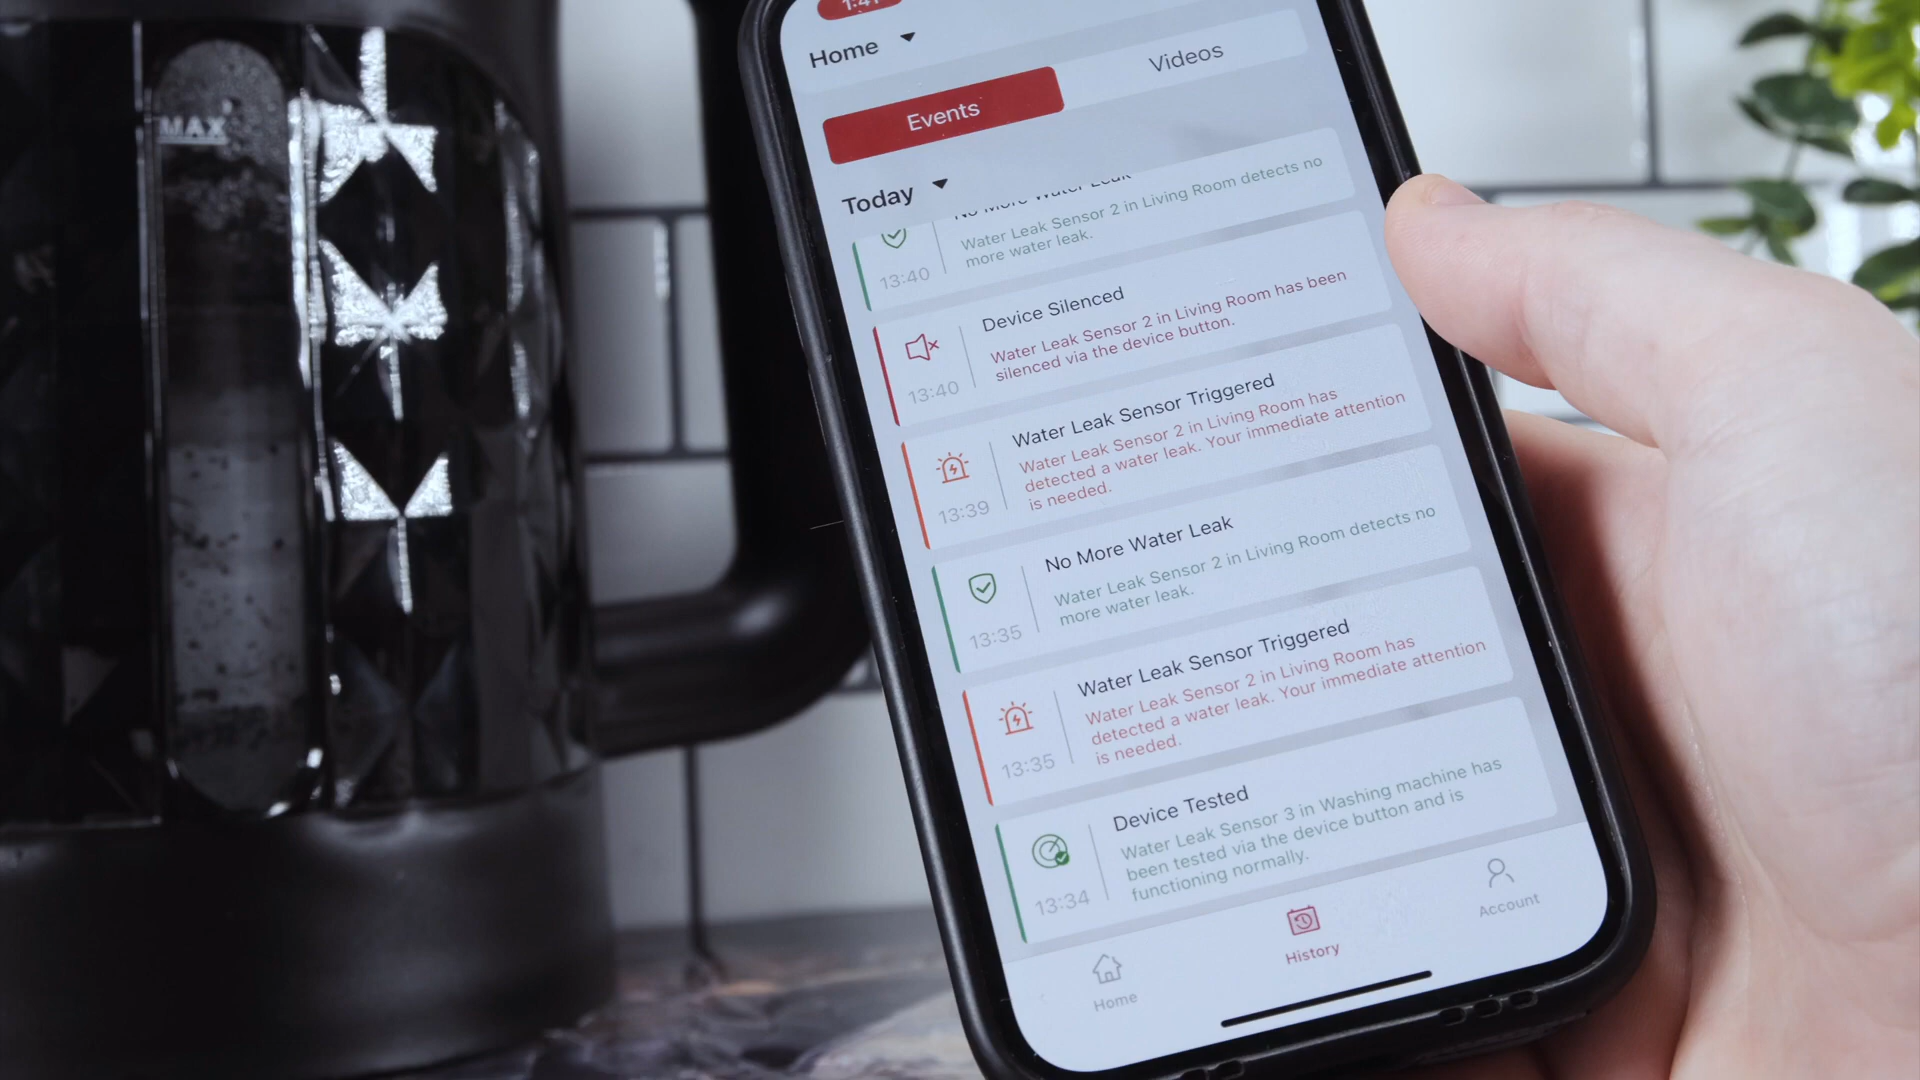 MAX
1:41
Home
Events
Videos
Today
No More Water Leak
Water Leak Sensor 2 in Living Room detects no
more water leak.
13:40
Device Silenced
Water Leak Sensor 2 in Living Room has been
silenced via the device button.
13:40
Water Leak Sensor Triggered
Water Leak Sensor 2 in Living Room has
detected a water leak. Your immediate attention
is needed.
13:39
No More Water Leak
Water Leak Sensor 2 in Living Room detects no
more water leak.
13:35
Water Leak Sensor Triggered
Water Leak Sensor 2 in Living Room has
detected a water leak. Your immediate attention
is needed.
13:35
Device Tested
Water Leak Sensor 3 in Washing machine has
been tested via the device button and is
functioning normally.
13:34
Home
History
Account